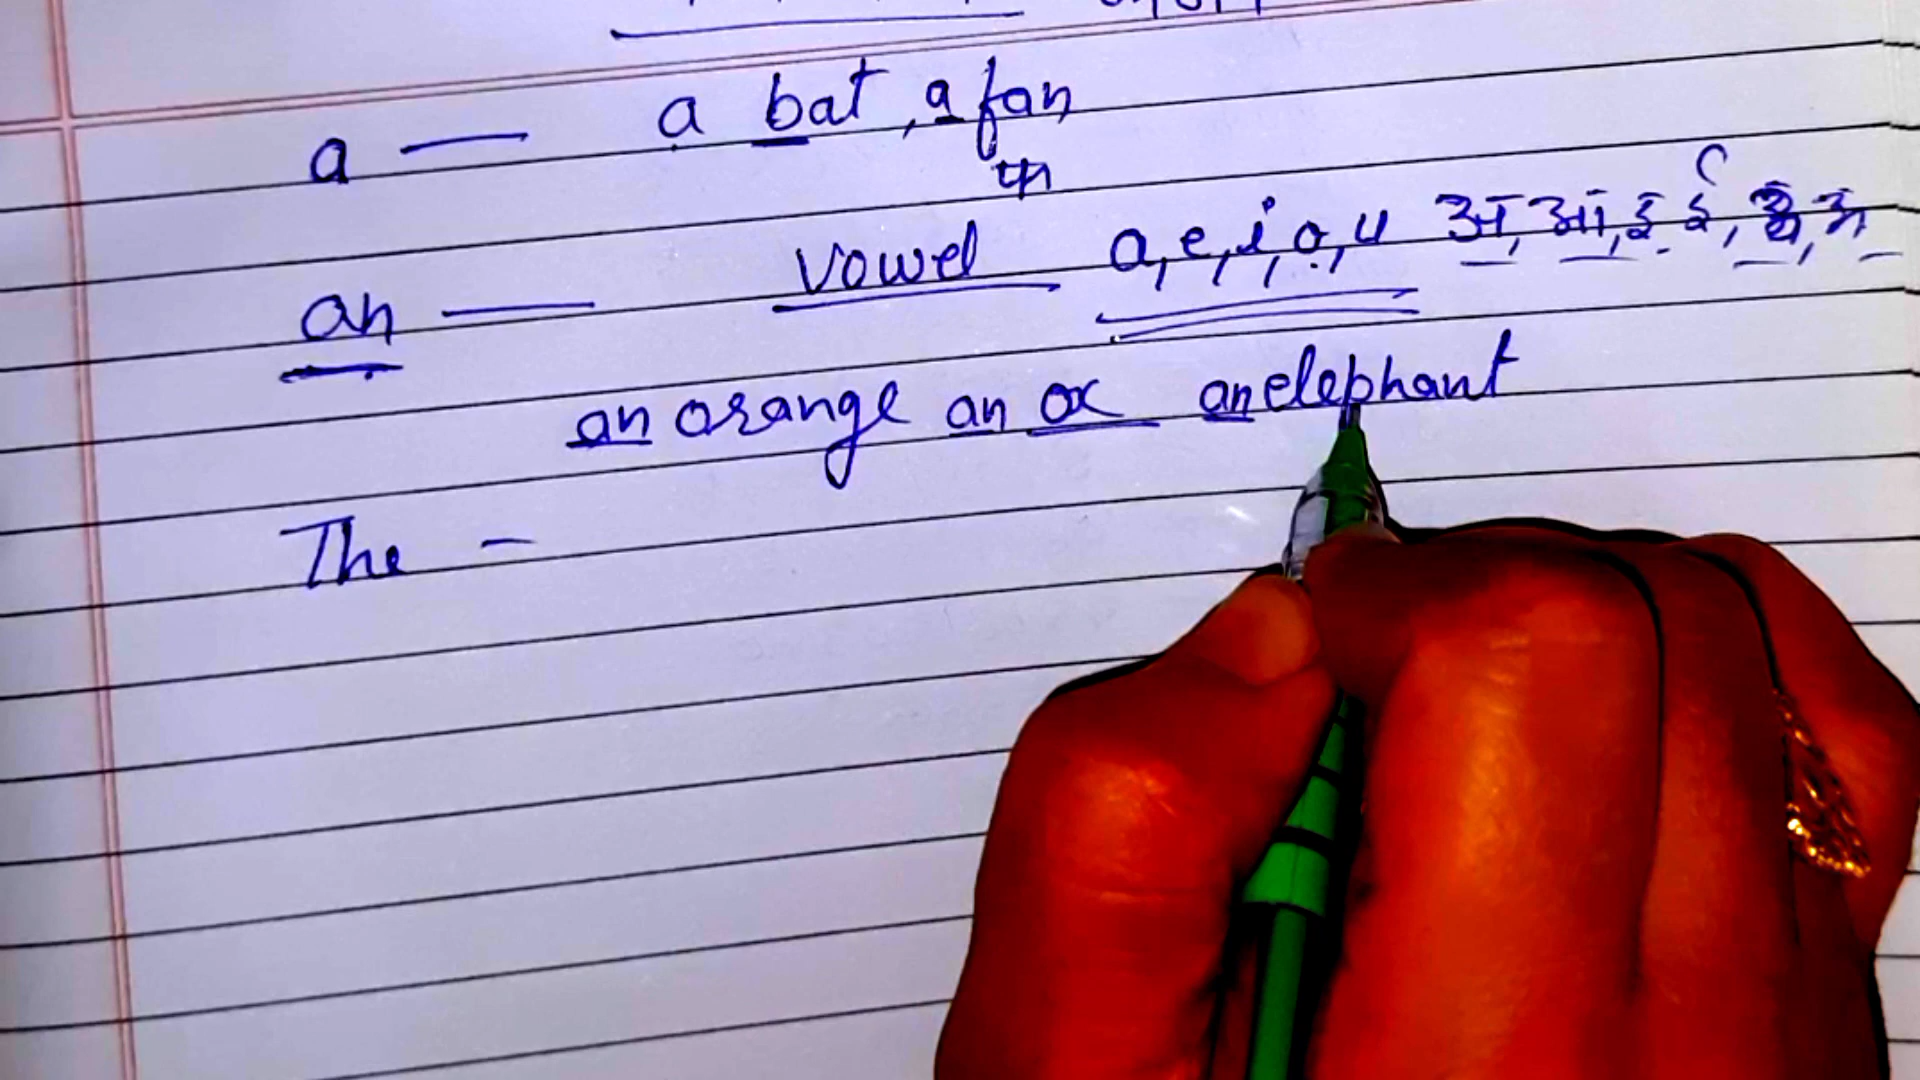 a — a bat, a fan
फ
an — vowel a, e, i, o, u अ, आ, इ, ई,
an orange an ox an elephant
The -